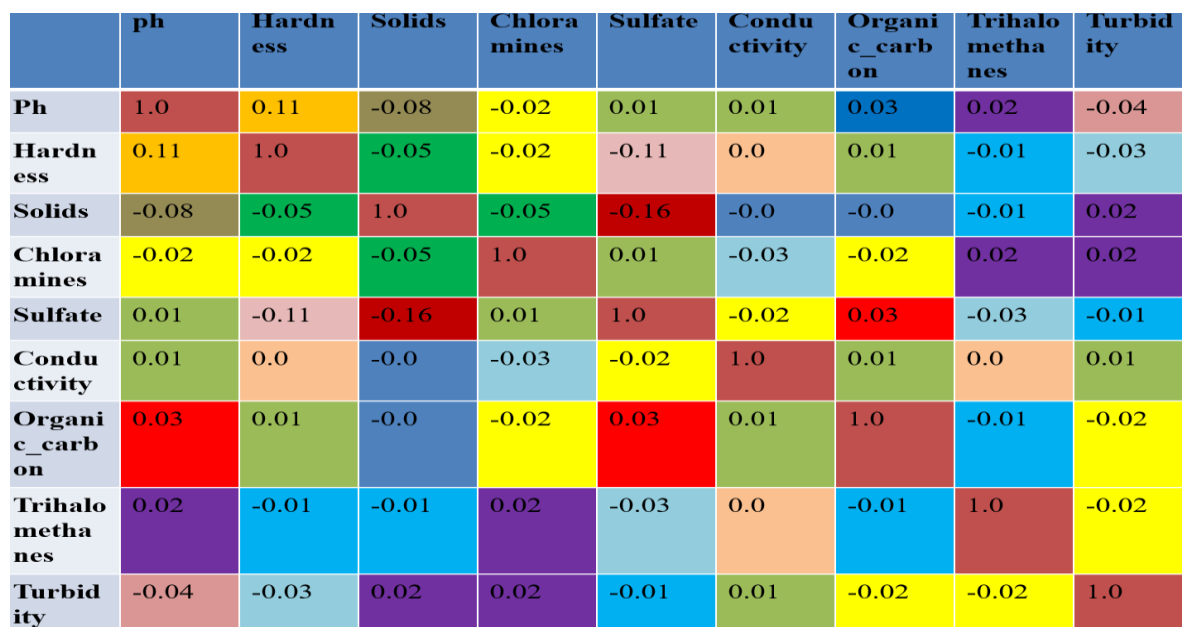 ph Hardn Solids Chlora Sulfate Condu Organi Trihalo Turbid
ess mines ctivity c_carb metha ity
on nes
Ph 1.0 0.11 -0.08 -0.02 0.01 0.01 0.03 0.02 -0.04
Hardn 0.11 1.0 -0.05 -0.02 -0.11 0.0 0.01 -0.01 -0.03
ess
Solids -0.08 -0.05 1.0 -0.05 -0.16 -0.0 -0.0 -0.01 0.02
Chlora -0.02 -0.02 -0.05 1.0 0.01 -0.03 -0.02 0.02 0.02
mines
Sulfate 0.01 -0.11 -0.16 0.01 1.0 -0.02 0.03 -0.03 -0.01
Condu 0.01 0.0 -0.0 -0.03 -0.02 1.0 0.01 0.0 0.01
ctivity
Organi 0.03 0.01 -0.0 -0.02 0.03 0.01 1.0 -0.01 -0.02
c_carb
on
Trihalo 0.02 -0.01 -0.01 0.02 -0.03 0.0 -0.01 1.0 -0.02
metha
nes
Turbid -0.04 -0.03 0.02 0.02 -0.01 0.01 -0.02 -0.02 1.0
ity